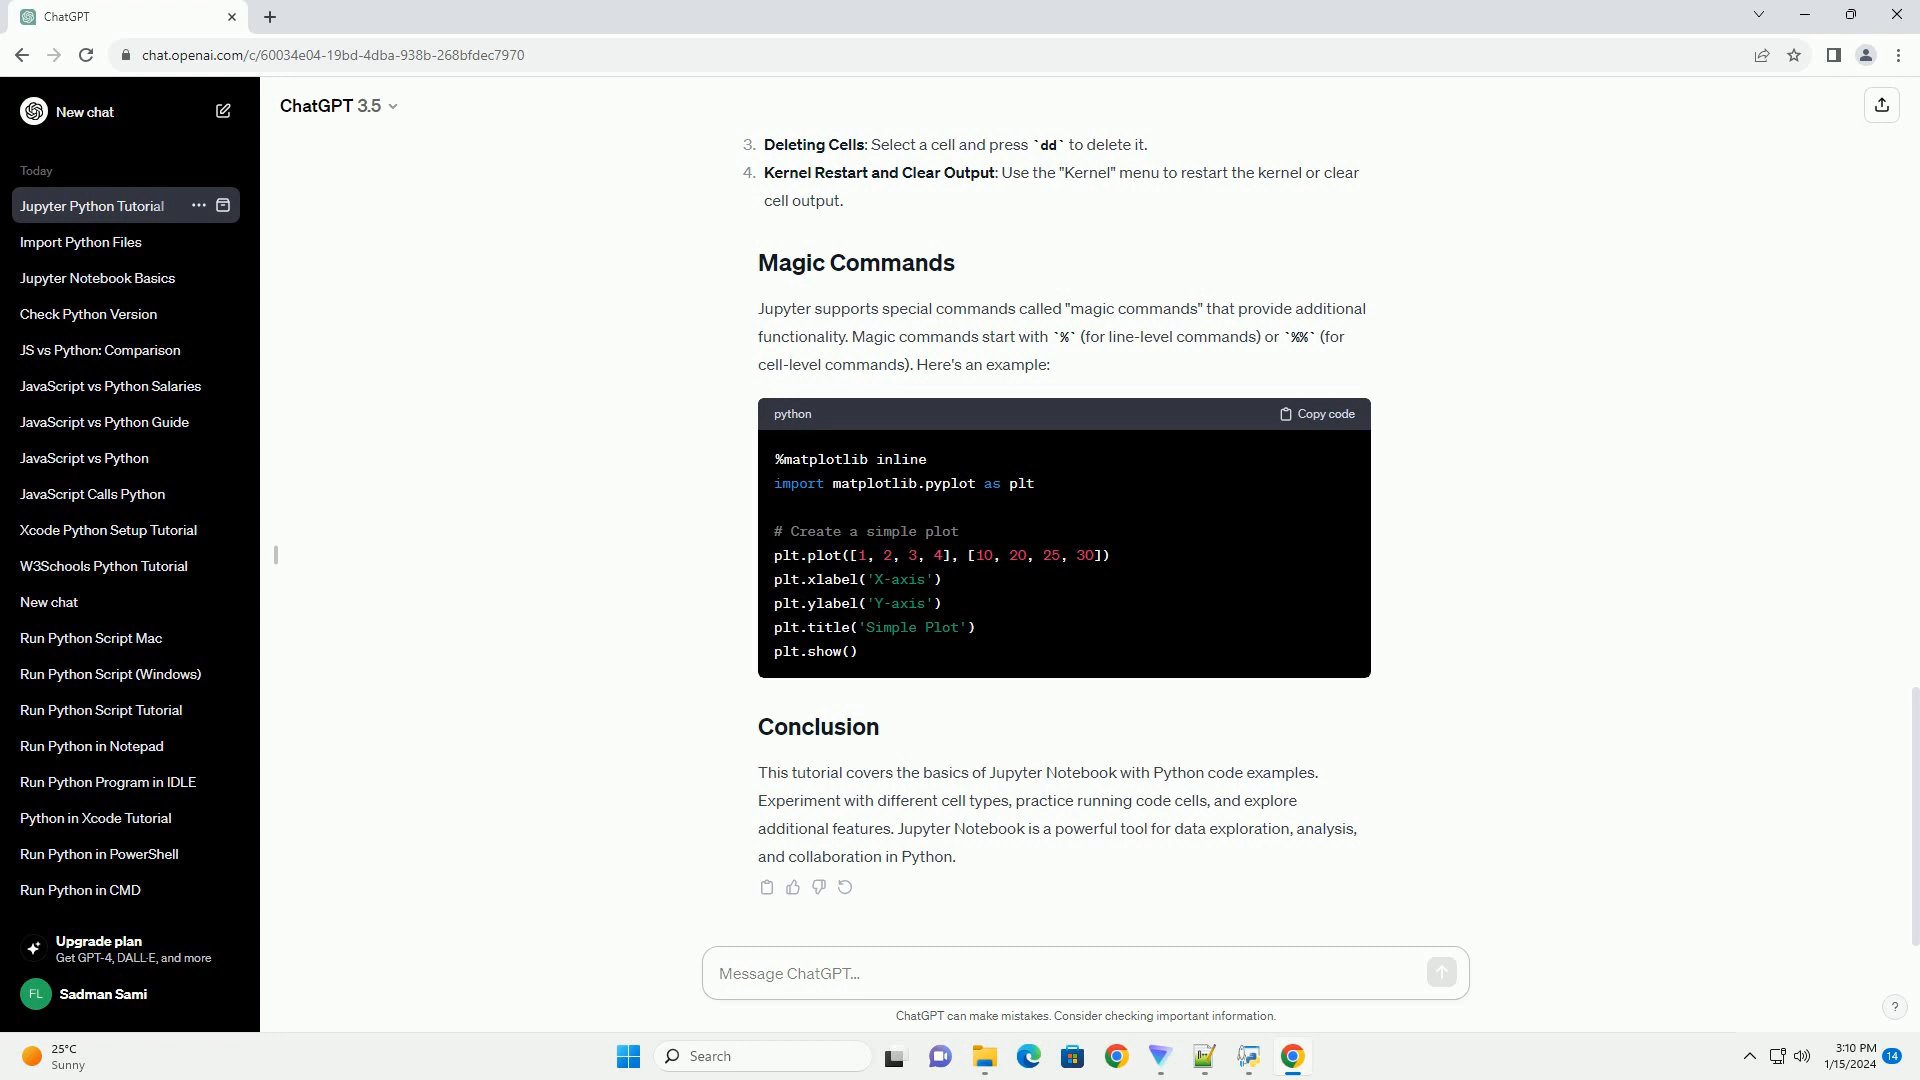 ChatGPT
chat.openai.com/c/60034e04-19bd-4dba-938b-268bfdec7970
New chat
Today
Jupyter Python Tutorial
Import Python Files
Jupyter Notebook Basics
Check Python Version
JS vs Python: Comparison
JavaScript vs Python Salaries
JavaScript vs Python Guide
JavaScript vs Python
JavaScript Calls Python
Xcode Python Setup Tutorial
W3Schools Python Tutorial
New chat
Run Python Script Mac
Run Python Script (Windows)
Run Python Script Tutorial
Run Python in Notepad
Run Python Program in IDLE
Python in Xcode Tutorial
Run Python in PowerShell
Run Python in CMD
Upgrade plan
Get GPT-4, DALL·E, and more
FL Sadman Sami
ChatGPT 3.5
3. Deleting Cells: Select a cell and press `dd` to delete it.
4. Kernel Restart and Clear Output: Use the "Kernel" menu to restart the kernel or clear
cell output.
Magic Commands
Jupyter supports special commands called "magic commands" that provide additional
functionality. Magic commands start with `%` (for line-level commands) or `%%` (for
cell-level commands). Here's an example:
python Copy code
%matplotlib inline
import matplotlib.pyplot as plt
# Create a simple plot
plt.plot([1, 2, 3, 4], [10, 20, 25, 30])
plt.xlabel('X-axis')
plt.ylabel('Y-axis')
plt.title('Simple Plot')
plt.show()
Conclusion
This tutorial covers the basics of Jupyter Notebook with Python code examples.
Experiment with different cell types, practice running code cells, and explore
additional features. Jupyter Notebook is a powerful tool for data exploration, analysis,
and collaboration in Python.
Message ChatGPT...
ChatGPT can make mistakes. Consider checking important information.
?
25°C
Sunny
Search
3:10 PM
1/15/2024
14